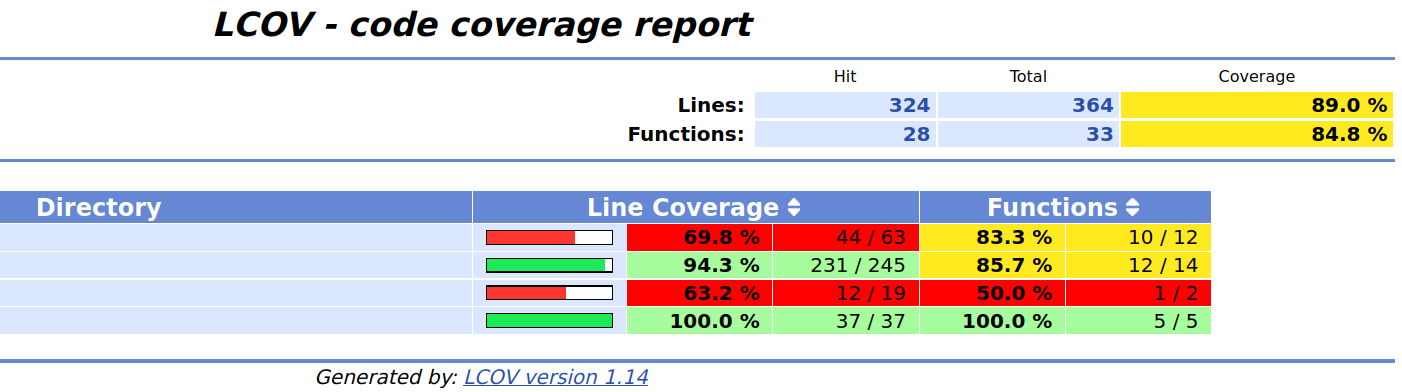 LCOV - code coverage report
Hit Total Coverage
Lines: 324 364 89.0 %
Functions: 28 33 84.8 %
Directory Line Coverage Functions
69.8 % 44 / 63 83.3 % 10 / 12
94.3 % 231 / 245 85.7 % 12 / 14
63.2 % 12 / 19 50.0 % 1 / 2
100.0 % 37 / 37 100.0 % 5 / 5
Generated by: LCOV version 1.14